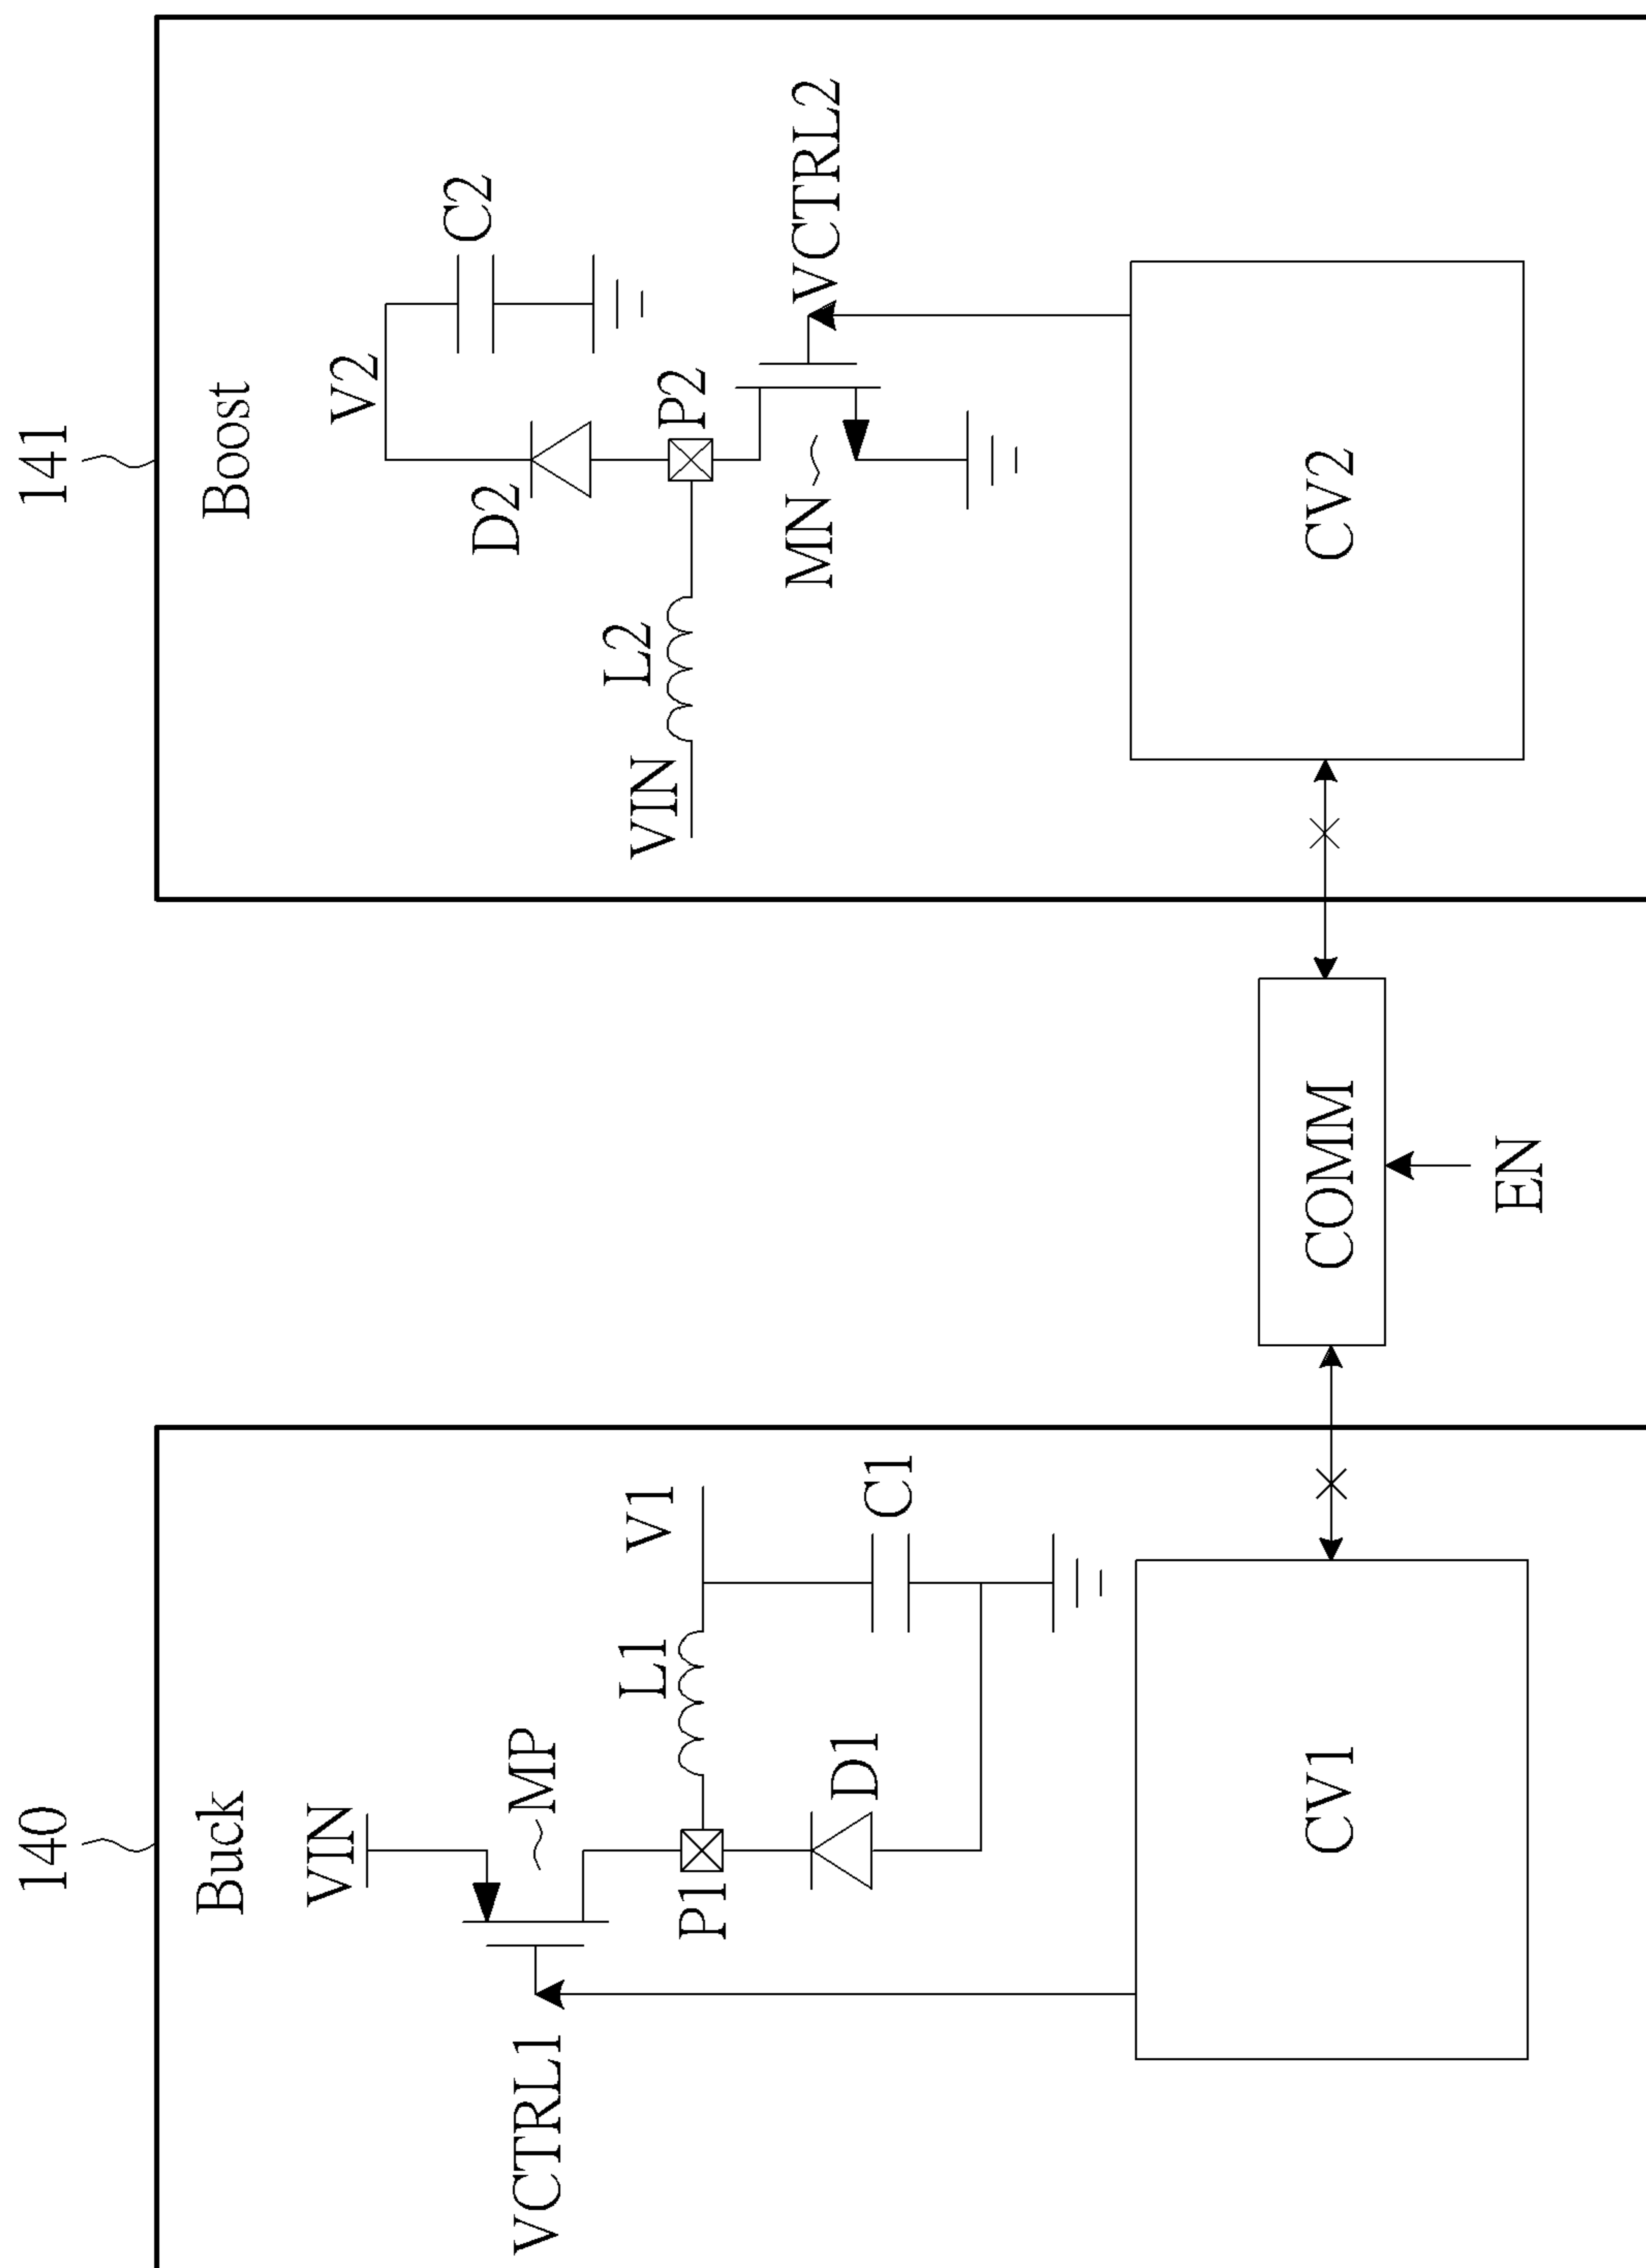 140
Buck
VIN
MP
VCTRL1
P1
L1
V1
D1
C1
CV1
COMM
EN
141
Boost
V2
C2
D2
P2
VIN
L2
MN
VCTRL2
CV2